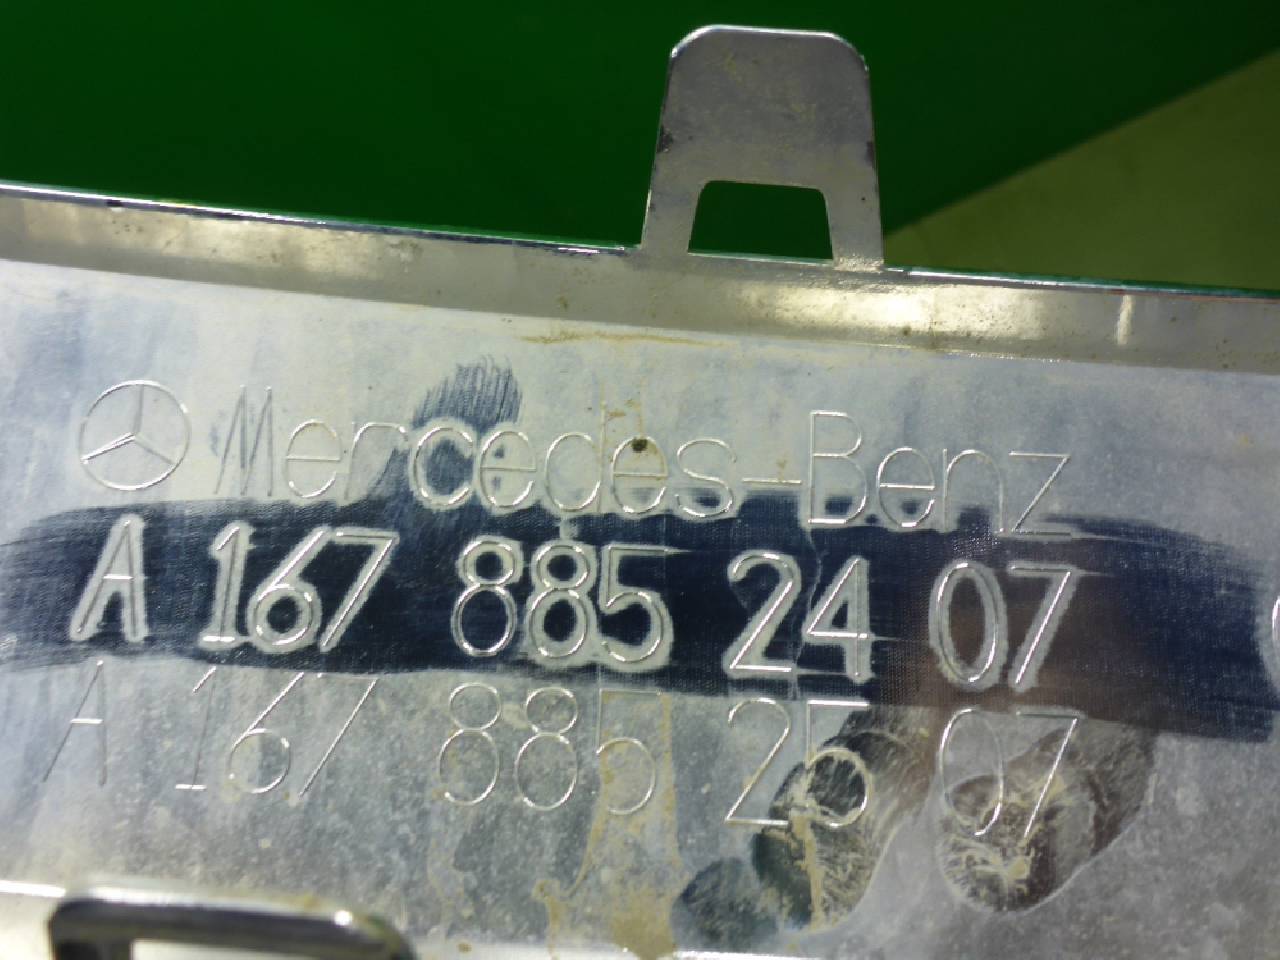 Mercedes-Benz
A 167 885 24 07
A 167 885 25 07